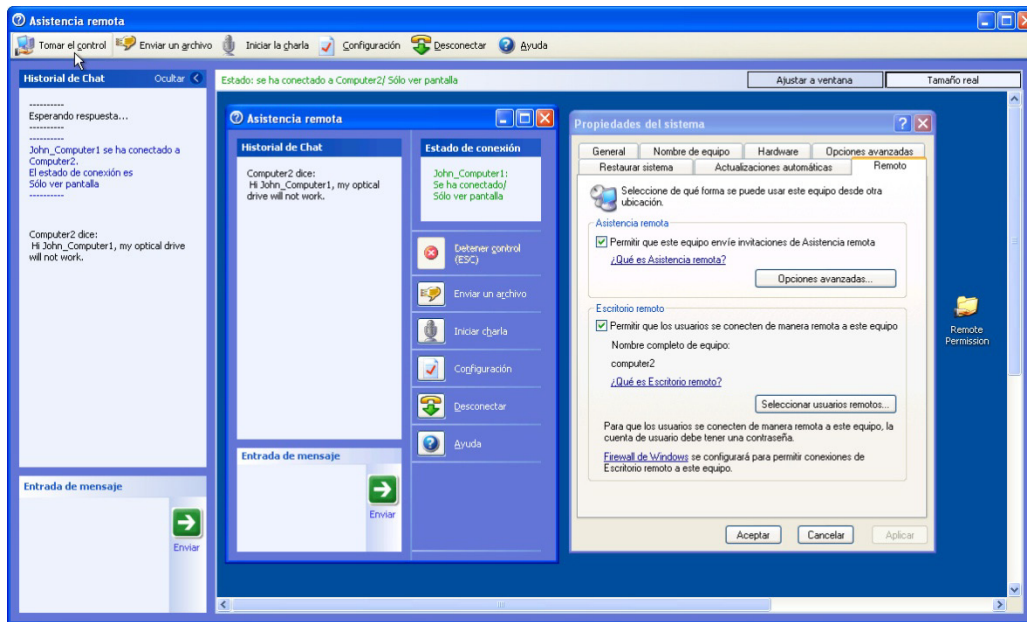 Asistencia remota
Tomar el control
Enviar un archivo
Iniciar la charla
Configuración
Desconectar
Ayuda
Historial de Chat
Ocultar
----------
Esperando respuesta...
----------
----------
John_Computer1 se ha conectado a
Computer2.
El estado de conexión es
Sólo ver pantalla
----------
Computer2 dice:
Hi John_Computer1, my optical drive
will not work.
Entrada de mensaje
Enviar
Estado: se ha conectado a Computer2/ Sólo ver pantalla
Ajustar a ventana
Tamaño real
Asistencia remota
Historial de Chat
Computer2 dice:
Hi John_Computer1, my optical
drive will not work.
Entrada de mensaje
Enviar
Estado de conexión
John_Computer1:
Se ha conectado/
Sólo ver pantalla
Detener control
(ESC)
Enviar un archivo
Iniciar charla
Configuración
Desconectar
Ayuda
Propiedades del sistema
General
Nombre de equipo
Hardware
Opciones avanzadas
Restaurar sistema
Actualizaciones automáticas
Remoto
Seleccione de qué forma se puede usar este equipo desde otra
ubicación.
Asistencia remota
Permitir que este equipo envíe invitaciones de Asistencia remota
¿Qué es Asistencia remota?
Opciones avanzadas...
Escritorio remoto
Permitir que los usuarios se conecten de manera remota a este equipo
Nombre completo de equipo:
computer2
¿Qué es Escritorio remoto?
Seleccionar usuarios remotos...
Para que los usuarios se conecten de manera remota a este equipo, la
cuenta de usuario debe tener una contraseña.
Firewall de Windows se configurará para permitir conexiones de
Escritorio remoto a este equipo.
Aceptar
Cancelar
Aplicar
Remote
Permission